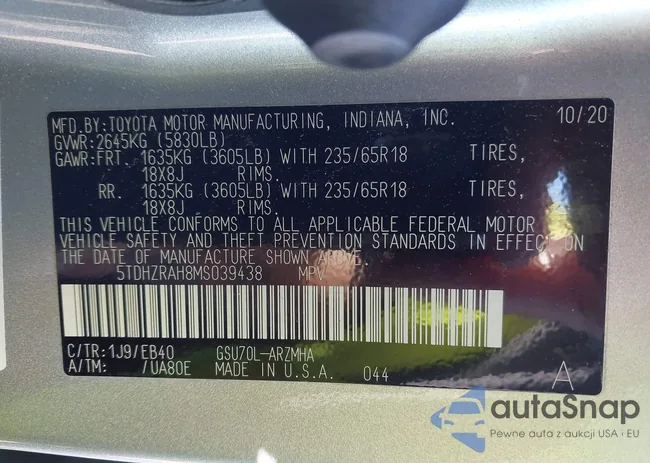 MFD.BY:TOYOTA MOTOR MANUFACTURING, INDIANA, INC. 10/20
GVWR:2645KG (5830LB)
GAWR:FRT. 1635KG (3605LB) WITH 235/65R18 TIRES,
18X8J RIMS.
RR. 1635KG (3605LB) WITH 235/65R18 TIRES,
18X8J RIMS.
THIS VEHICLE CONFORMS TO ALL APPLICABLE FEDERAL MOTOR
VEHICLE SAFETY AND THEFT PREVENTION STANDARDS IN EFFECT ON
THE DATE OF MANUFACTURE SHOWN ABOVE.
5TDHZRAH8MS039438 MPV
C/TR:1J9/EB40 GSU70L-ARZMHA
A/TM: /UA80E MADE IN U.S.A. 044 A
autaSnap
Pewne auta z aukcji USA i EU